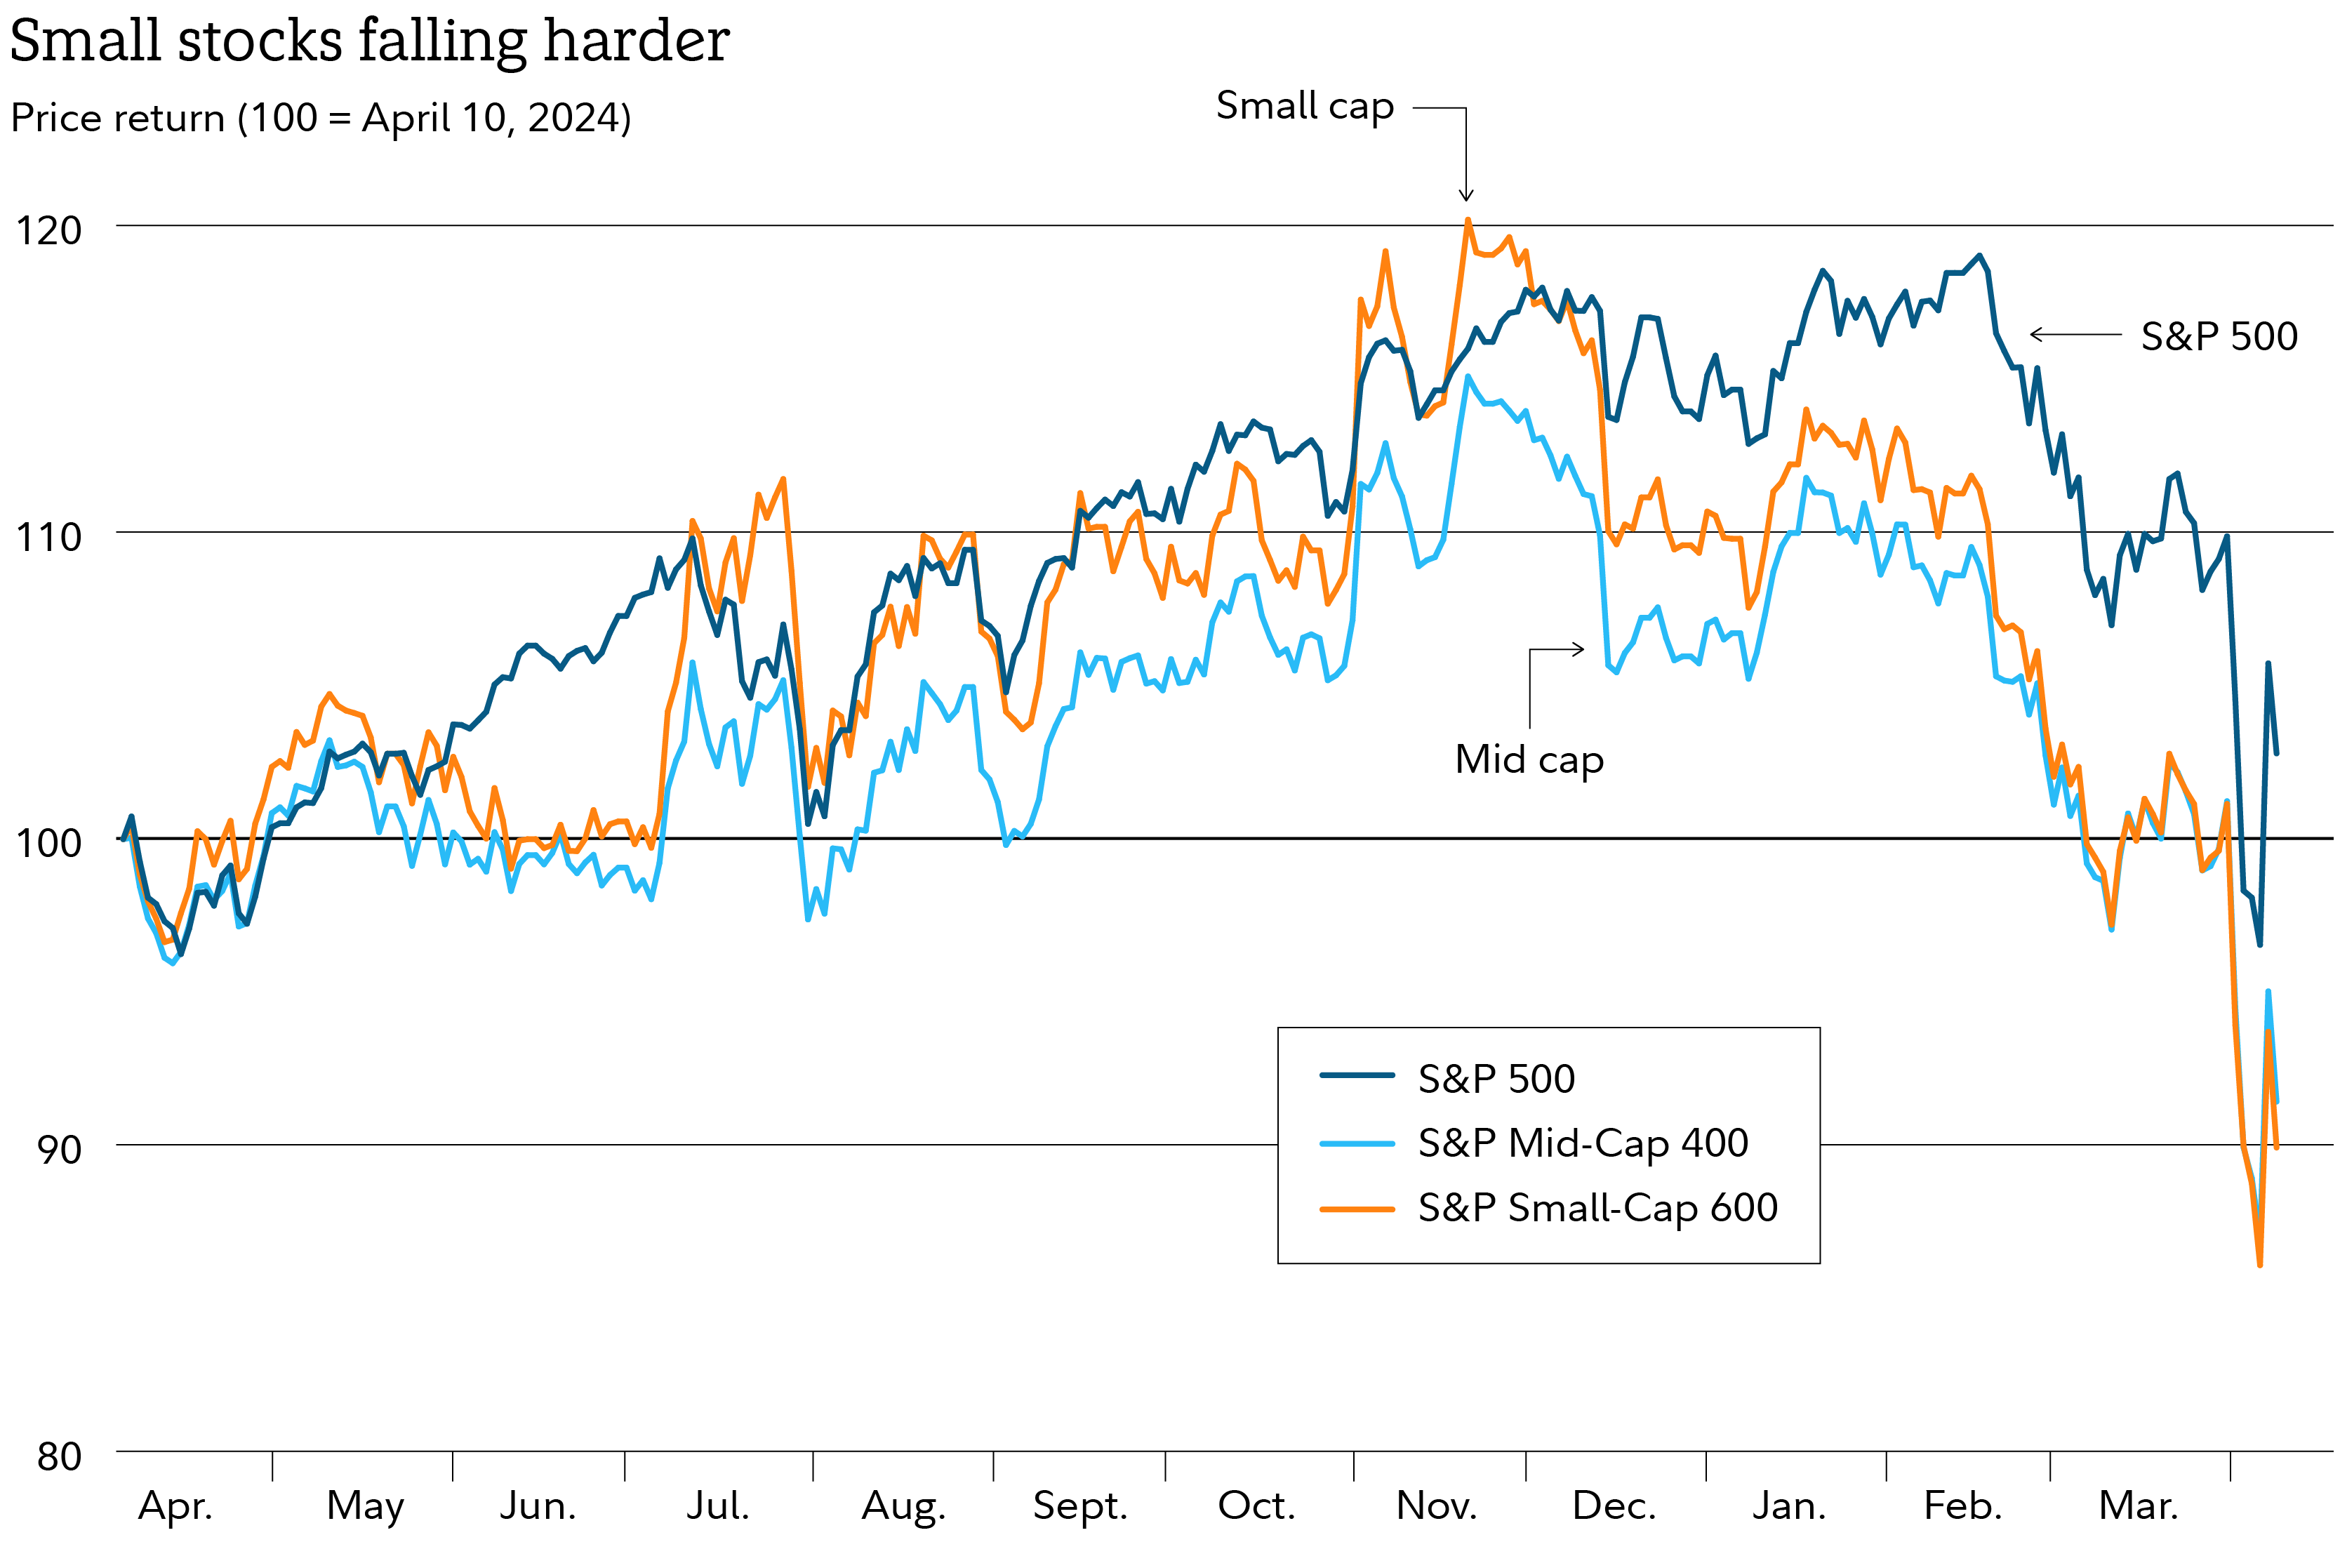 Small stocks falling harder
Price return (100 = April 10, 2024)
Small cap
120
S&P 500
110
Mid cap
100
S&P 500
90
S&P Mid-Cap 400
S&P Small-Cap 600
80
Apr. May Jun. Jul. Aug. Sept. Oct. Nov. Dec. Jan. Feb. Mar.